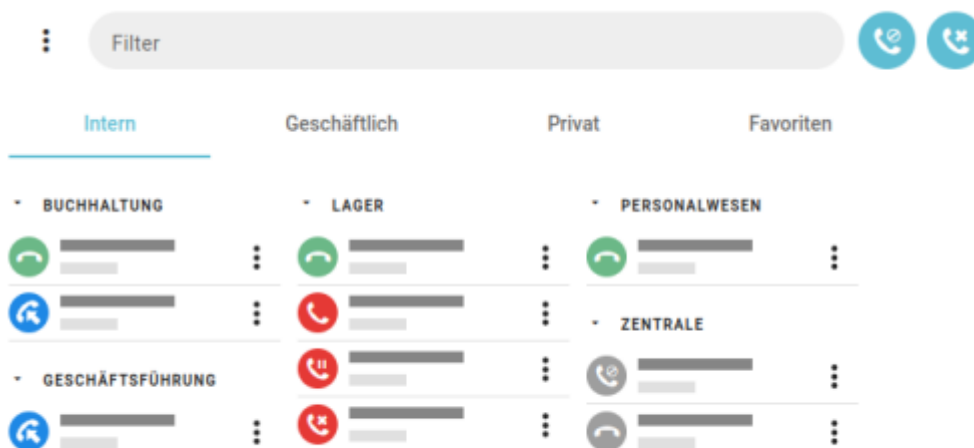 Filter
Intern Geschäftlich Privat Favoriten
BUCHHALTUNG
GESCHÄFTSFÜHRUNG
LAGER
PERSONALWESEN
ZENTRALE